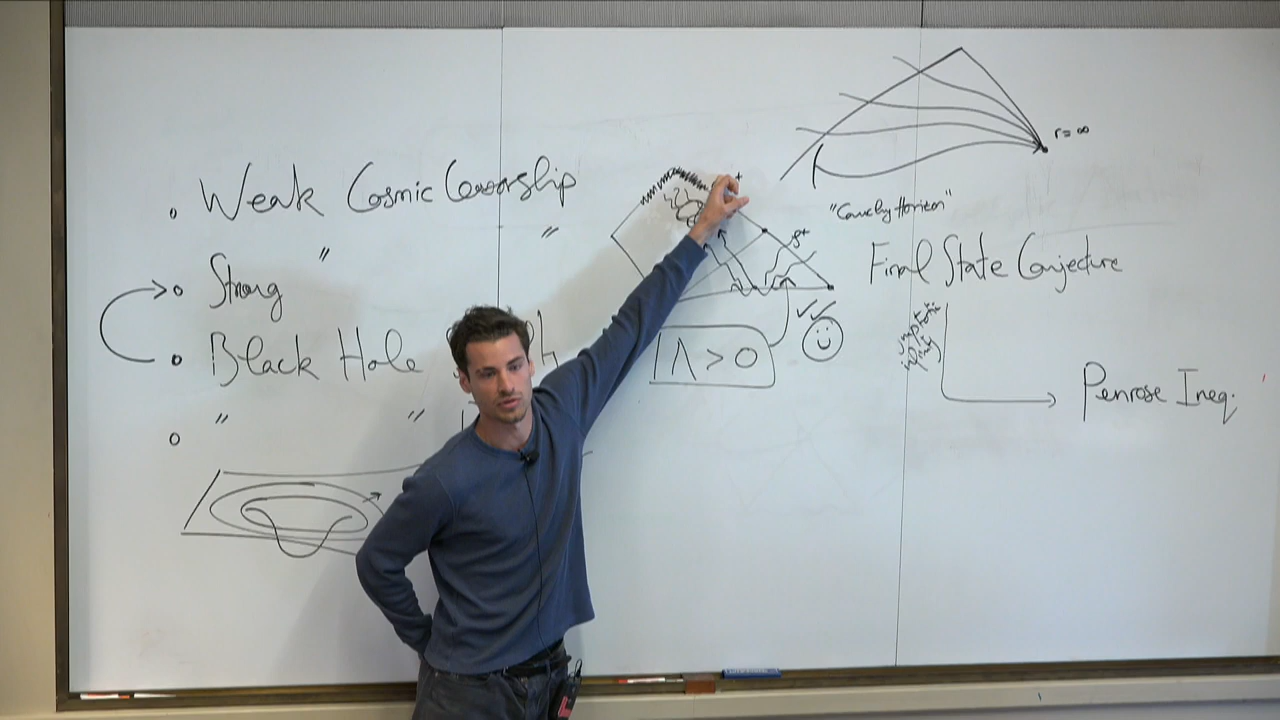 Weak Cosmic Censorship
Strong " "
Black Hole
" "
Λ > 0
r = ∞
"Cauchy Horizon"
Final State Conjecture
Penrose Ineq.